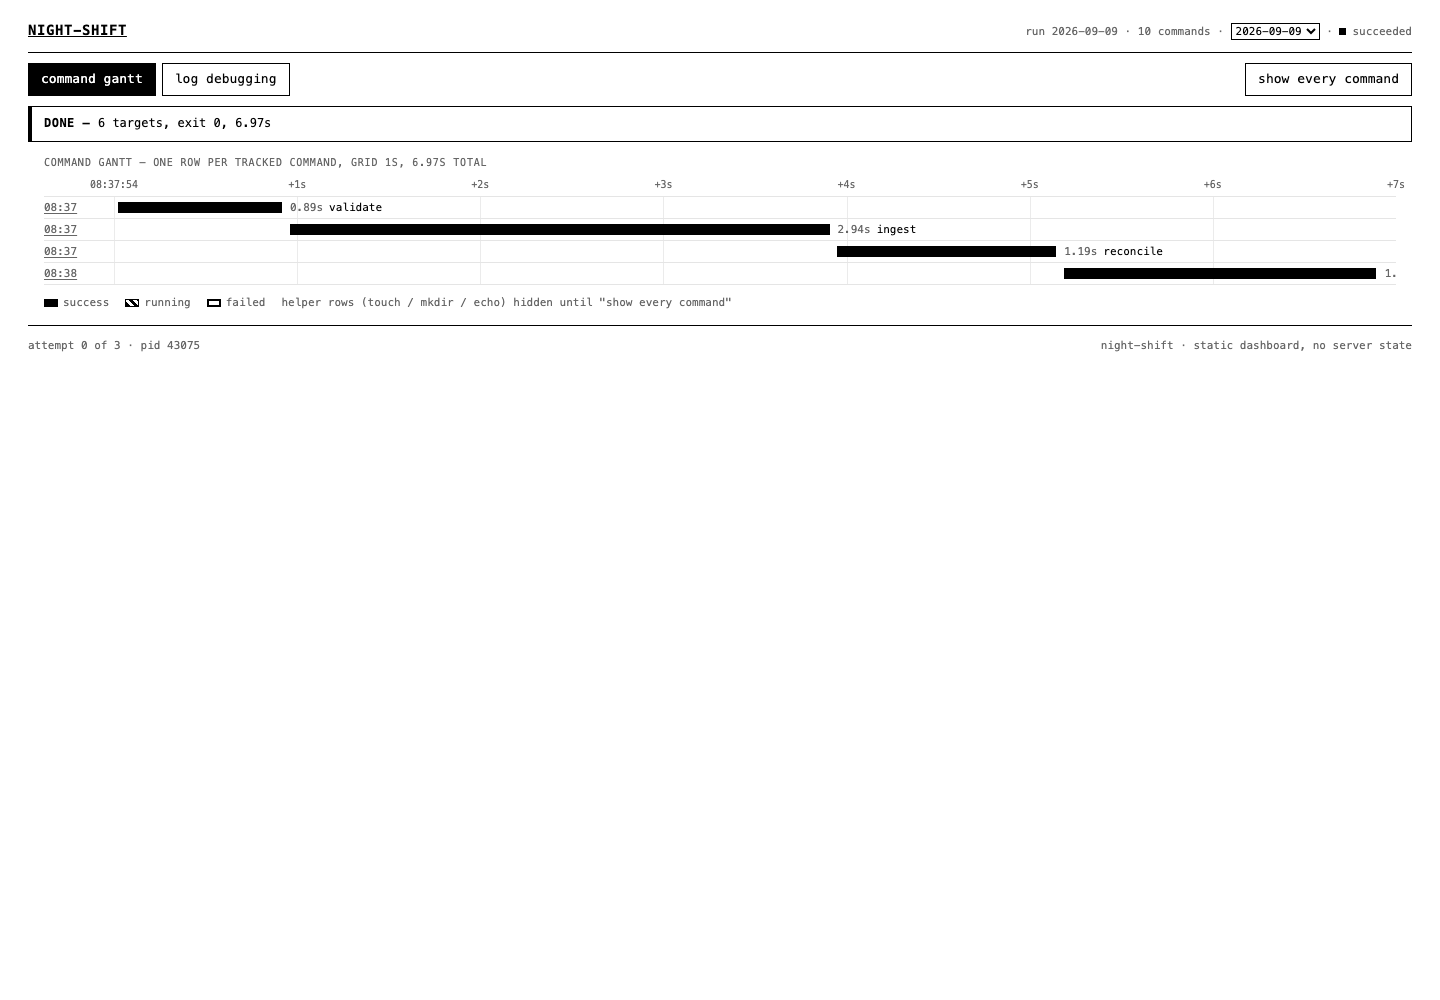 NIGHT-SHIFT
run 2026-09-09 · 10 commands · 2026-09-09 · succeeded
command gantt
log debugging
show every command
DONE — 6 targets, exit 0, 6.97s
COMMAND GANTT — ONE ROW PER TRACKED COMMAND, GRID 1S, 6.97S TOTAL
08:37:54 +1s +2s +3s +4s +5s +6s +7s
08:37 0.89s validate
08:37 2.94s ingest
08:37 1.19s reconcile
08:38 1.
success running failed helper rows (touch / mkdir / echo) hidden until "show every command"
attempt 0 of 3 · pid 43075
night-shift · static dashboard, no server state